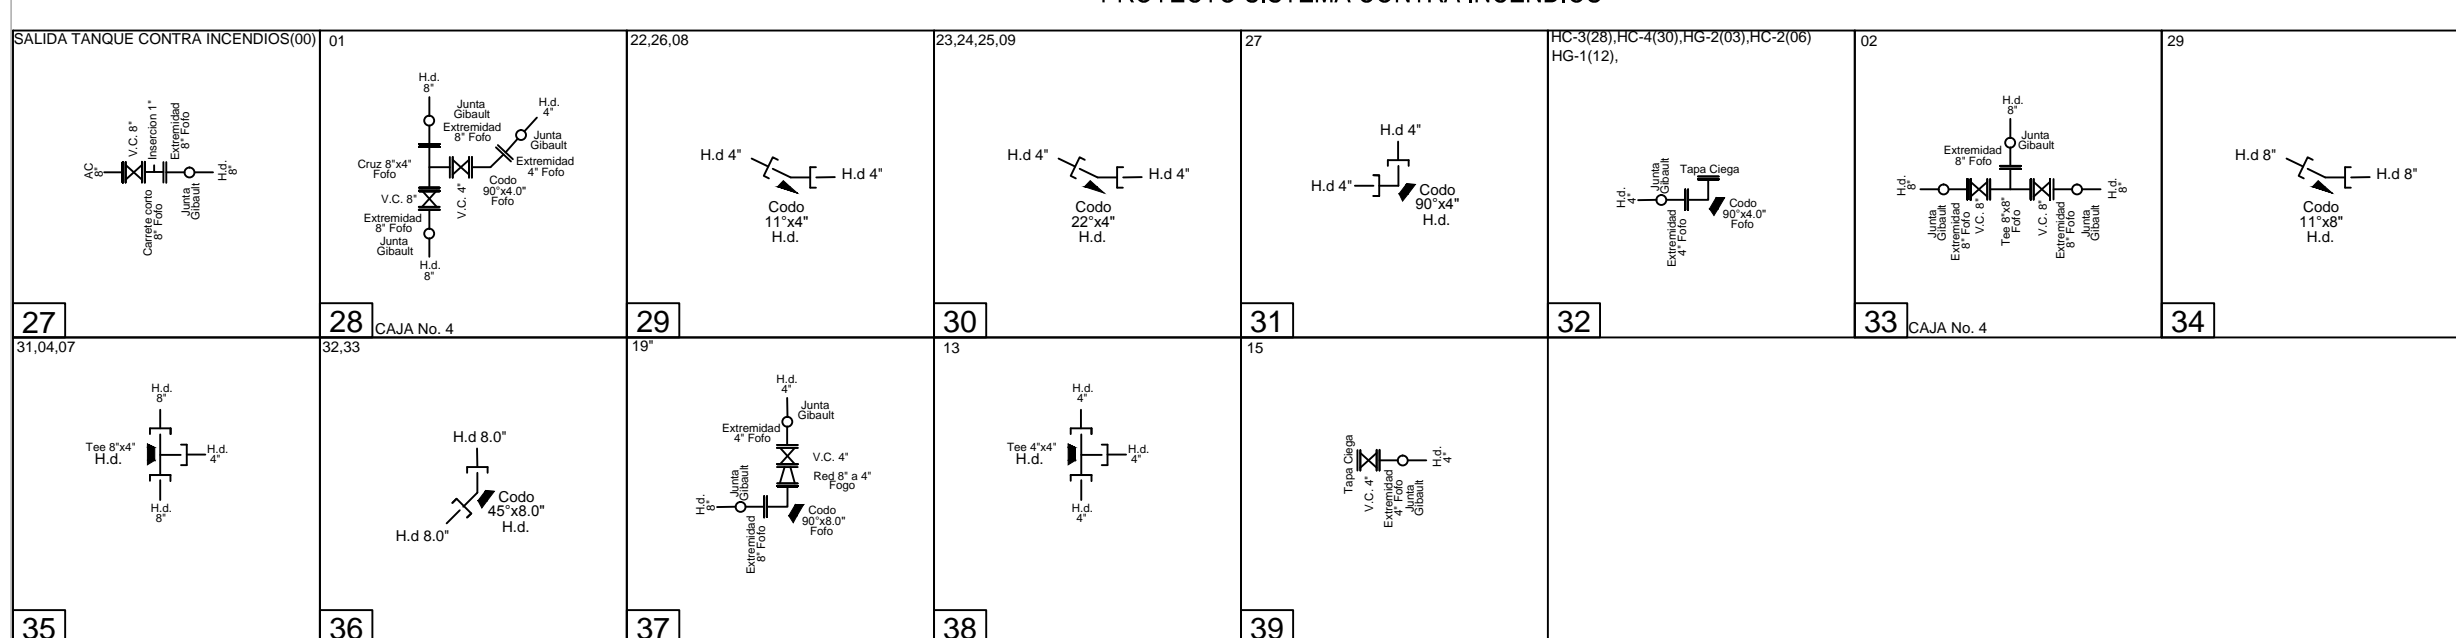 PROYECTO SISTEMA CONTRA INCENDIOS
SALIDA TANQUE CONTRA INCENDIOS(00)
AC
8"
V.C. 8"
Insercion 1"
Extremidad
8" Fofo
H.d.
8"
Carrete corto
8" Fofo
Junta
Gibault
27
01
H.d.
8"
Junta
Gibault
Extremidad
8" Fofo
H.d.
4"
Junta
Gibault
Cruz 8"x4"
Fofo
Extremidad
4" Fofo
Codo
90°x4.0"
Fofo
V.C. 8"
V.C. 4"
Extremidad
8" Fofo
Junta
Gibault
H.d.
8"
28
CAJA No. 4
22,26,08
H.d 4"
H.d 4"
Codo
11°x4"
H.d.
29
23,24,25,09
H.d 4"
H.d 4"
Codo
22°x4"
H.d.
30
27
H.d 4"
H.d 4"
Codo
90°x4"
H.d.
31
HC-3(28),HC-4(30),HG-2(03),HC-2(06)
HG-1(12),
H.d.
4"
Junta
Gibault
Tapa Ciega
Extremidad
4" Fofo
Codo
90°x4.0"
Fofo
32
02
H.d.
8"
Junta
Gibault
Extremidad
8" Fofo
H.d.
8"
H.d.
8"
Junta
Gibault
Extremidad
8" Fofo
V.C. 8"
Tee 8"x8"
Fofo
V.C. 8"
Extremidad
8" Fofo
Junta
Gibault
33
CAJA No. 4
29
H.d 8"
H.d 8"
Codo
11°x8"
H.d.
34
31,04,07
H.d.
8"
Tee 8"x4"
H.d.
H.d.
4"
H.d.
8"
35
32,33
H.d 8.0"
Codo
45°x8.0"
H.d.
H.d 8.0"
36
19"
H.d.
4"
Junta
Gibault
Extremidad
4" Fofo
V.C. 4"
Red 8" a 4"
Fogo
H.d.
8"
Junta
Gibault
Extremidad
8" Fofo
Codo
90°x8.0"
Fofo
37
13
H.d.
4"
Tee 4"x4"
H.d.
H.d.
4"
H.d.
4"
38
15
Tapa Ciega
V.C. 4"
Extremidad
4" Fofo
Junta
Gibault
H.d.
4"
39